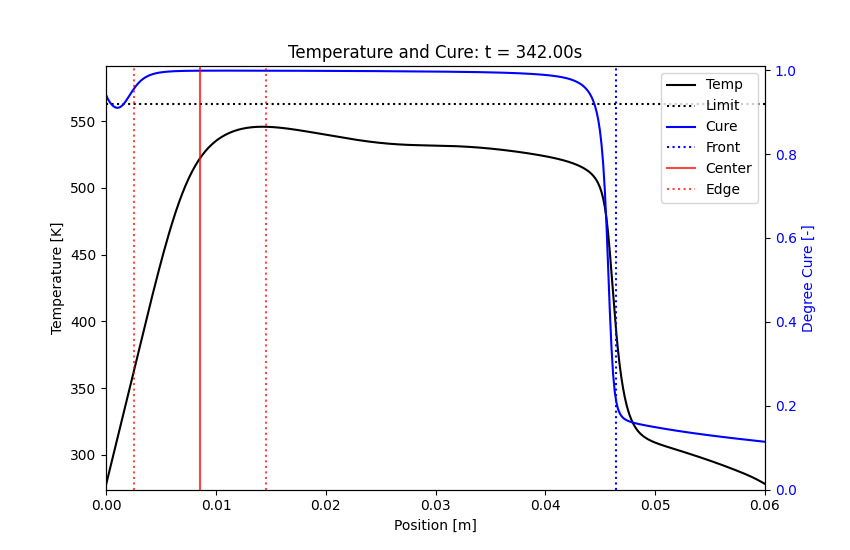 Temperature and Cure: t = 342.00s
Temperature [K]
550
500
450
400
350
300
Temp
Limit
Cure
Front
Center
Edge
1.0
0.8
0.6
0.4
0.2
0.0
Degree Cure [-]
0.00 0.01 0.02 0.03 0.04 0.05 0.06
Position [m]